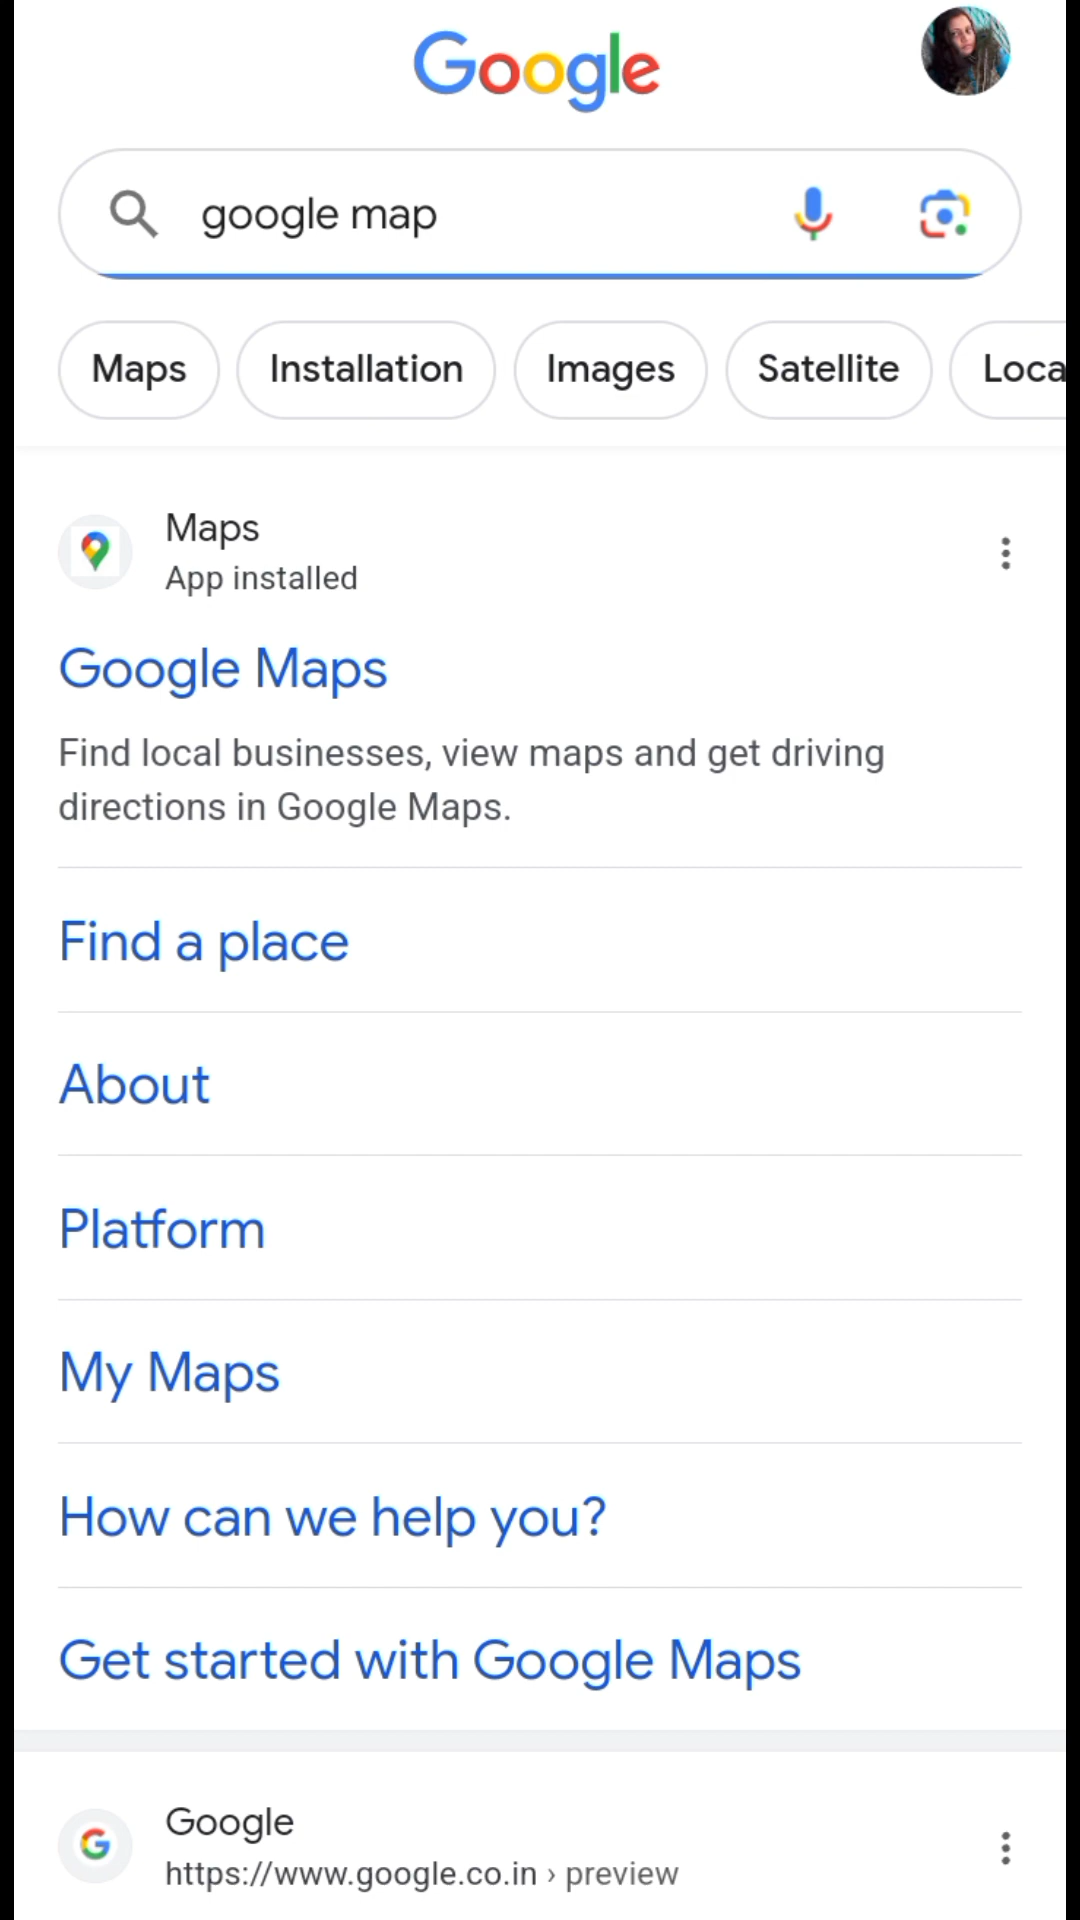 Google
google map
Maps
Installation
Images
Satellite
Loca
Maps
App installed
Google Maps
Find local businesses, view maps and get driving
directions in Google Maps.
Find a place
About
Platform
My Maps
How can we help you?
Get started with Google Maps
Google
https://www.google.co.in › preview